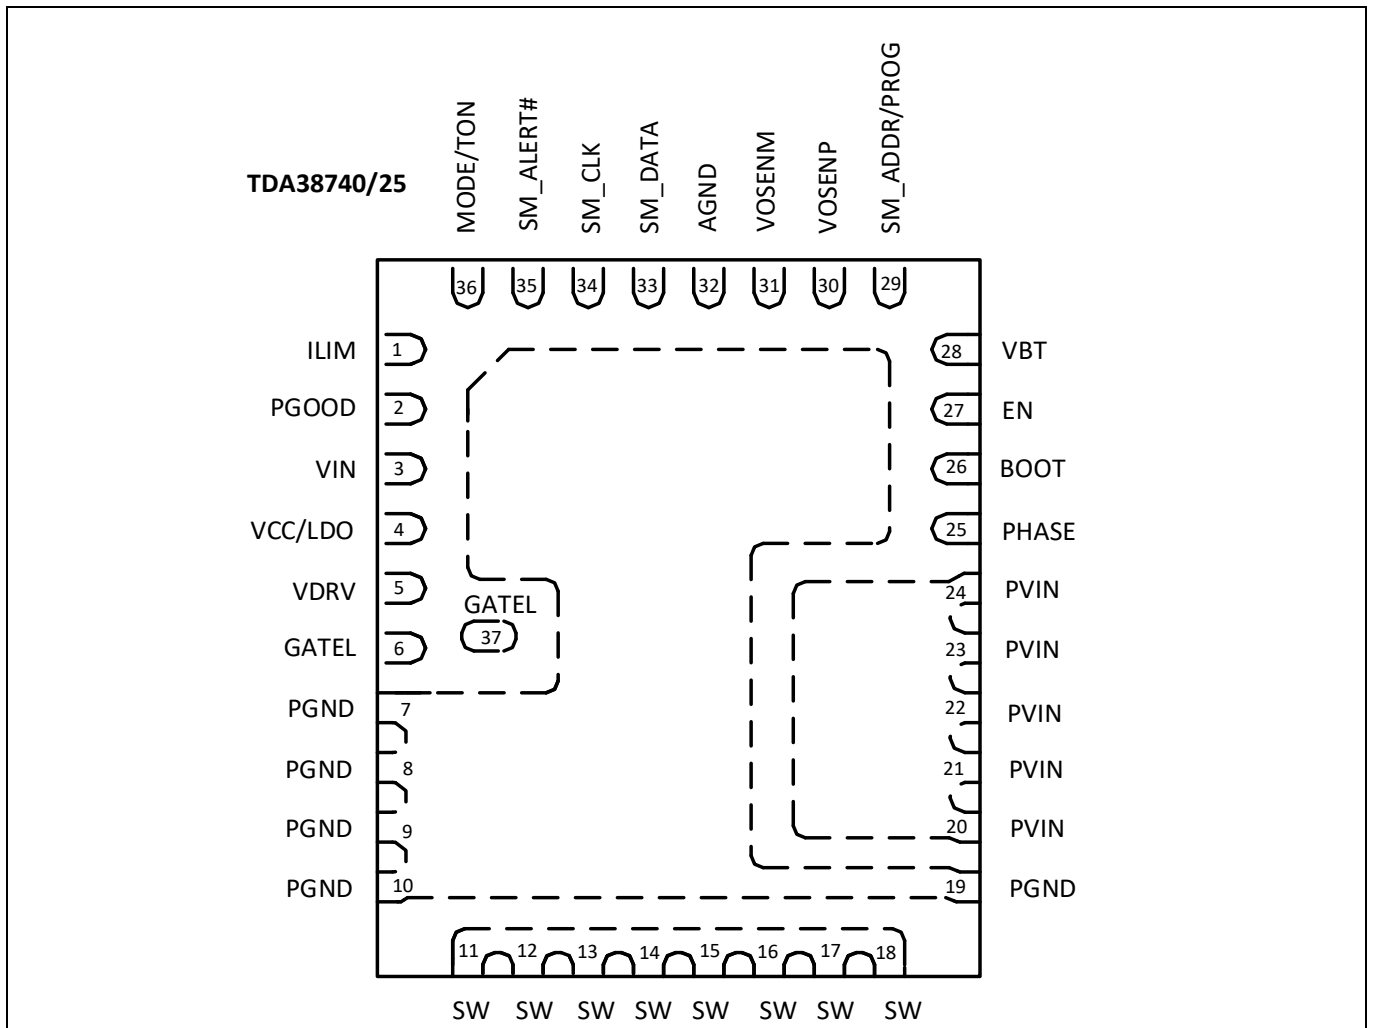 TDA38740/25
MODE/TON
SM_ALERT#
SM_CLK
SM_DATA
AGND
VOSENM
VOSENP
SM_ADDR/PROG
36 35 34 33 32 31 30 29
ILIM 1 28 VBT
PGOOD 2 27 EN
VIN 3 26 BOOT
VCC/LDO 4 25 PHASE
VDRV 5 24 PVIN
GATEL
37
GATEL 6 23 PVIN
PGND 7 22 PVIN
PGND 8 21 PVIN
PGND 9 20 PVIN
PGND 10 19 PGND
11 12 13 14 15 16 17 18
SW SW SW SW SW SW SW SW